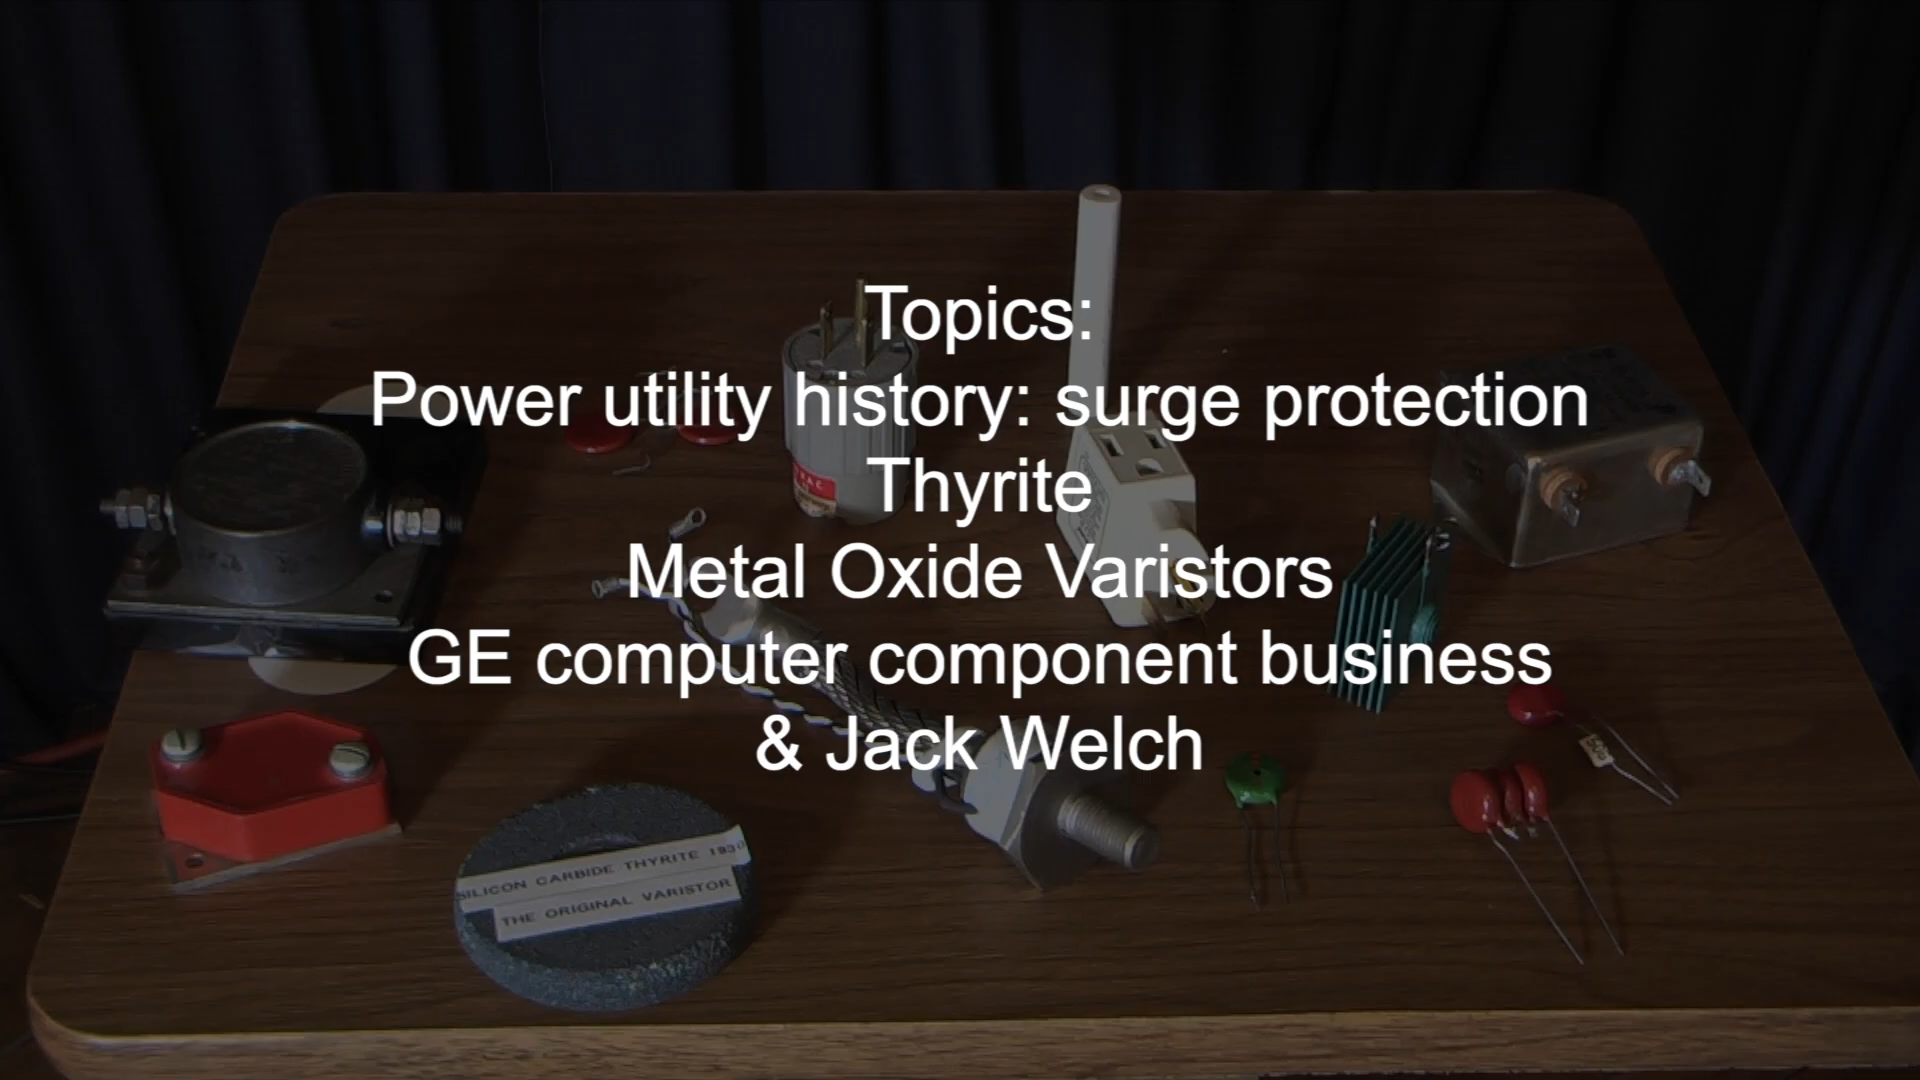 Topics:
Power utility history: surge protection
Thyrite
Metal Oxide Varistors
GE computer component business
& Jack Welch
SILICON CARBIDE THYRITE 1930
THE ORIGINAL VARISTOR